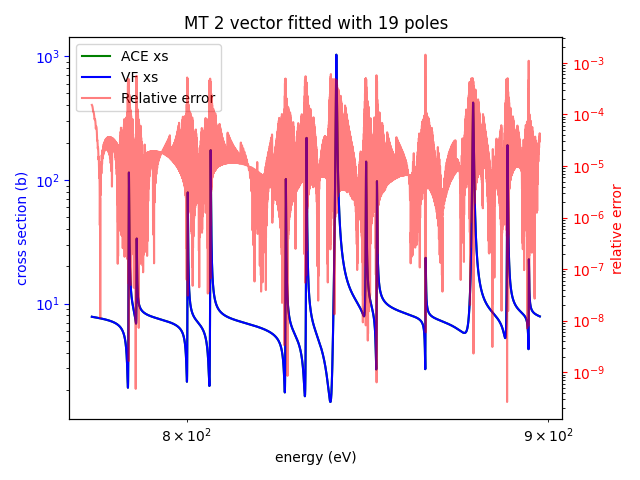 MT 2 vector fitted with 19 poles
ACE xs
VF xs
Relative error
10³
10²
10¹
cross section (b)
10⁻³
10⁻⁴
10⁻⁵
10⁻⁶
10⁻⁷
10⁻⁸
10⁻⁹
relative error
8 × 10²
9 × 10²
energy (eV)